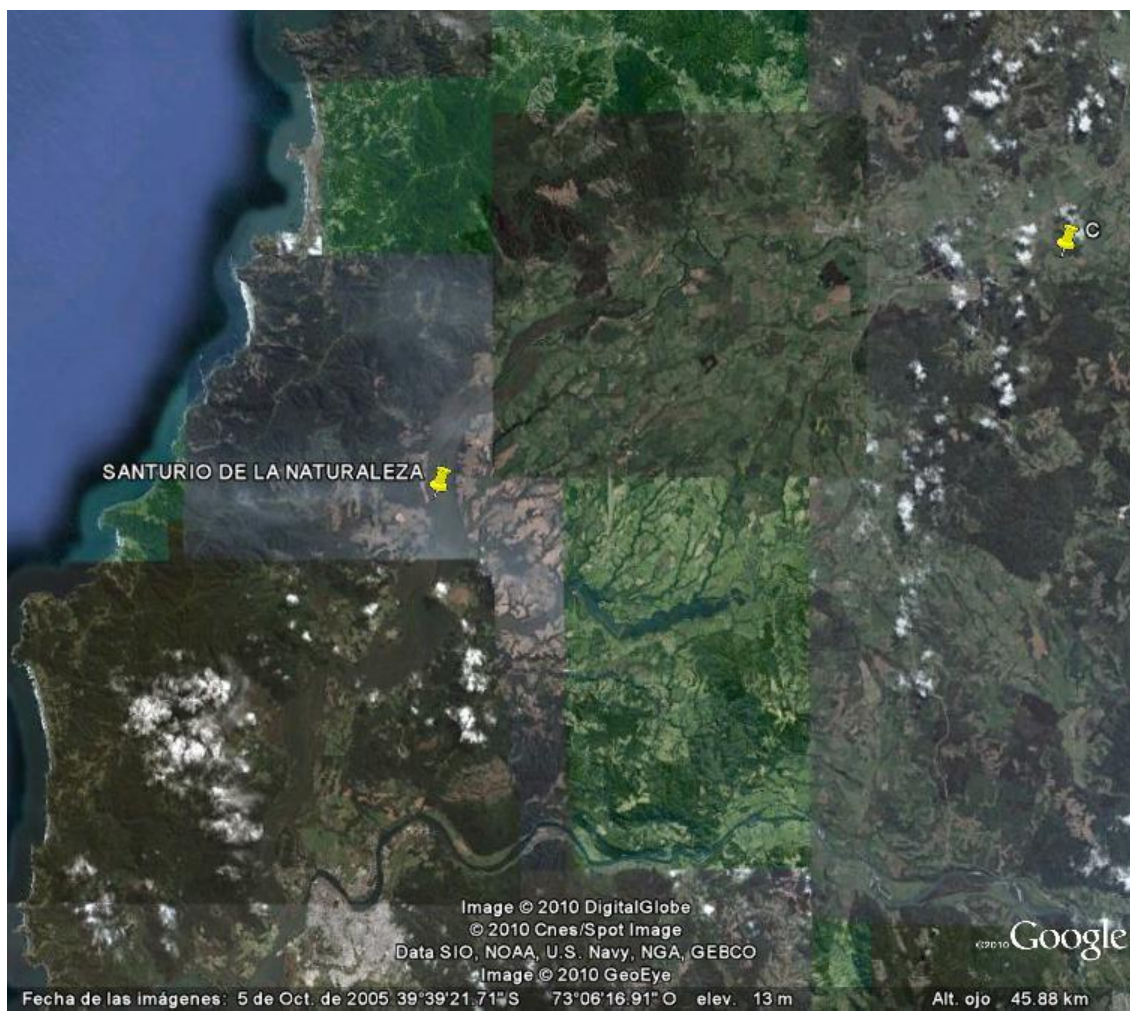 C
SANTURIO DE LA NATURALEZA
Image © 2010 DigitalGlobe
© 2010 Cnes/Spot Image
Data SIO, NOAA, U.S. Navy, NGA, GEBCO
Image © 2010 GeoEye
©2010 Google
Fecha de las imágenes: 5 de Oct. de 2005 39°39'21.71" S 73°06'16.91" O elev. 13 m Alt. ojo 45.88 km